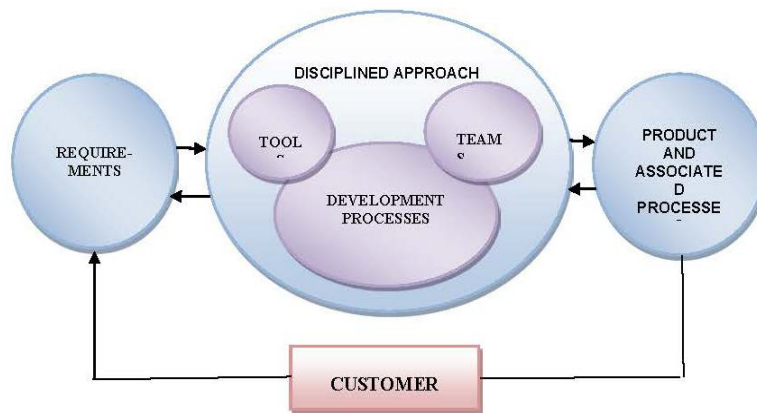 DISCIPLINED APPROACH
TOOL
TEAM
S
REQUIRE-
MENTS
DEVELOPMENT
PROCESSES
PRODUCT
AND
ASSOCIATE
D
PROCESSE
CUSTOMER